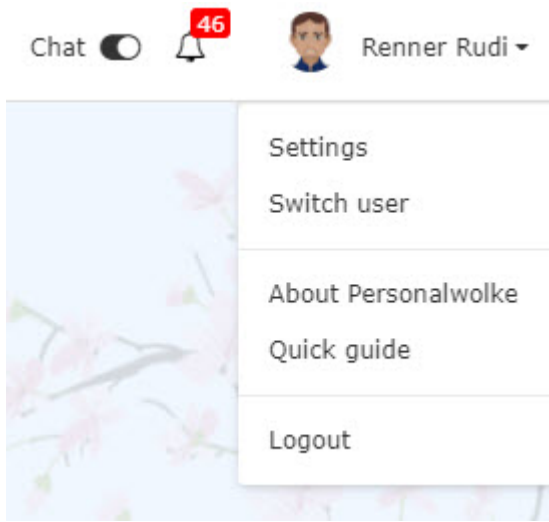 Chat 46 Renner Rudi
Settings
Switch user
About Personalwolke
Quick guide
Logout